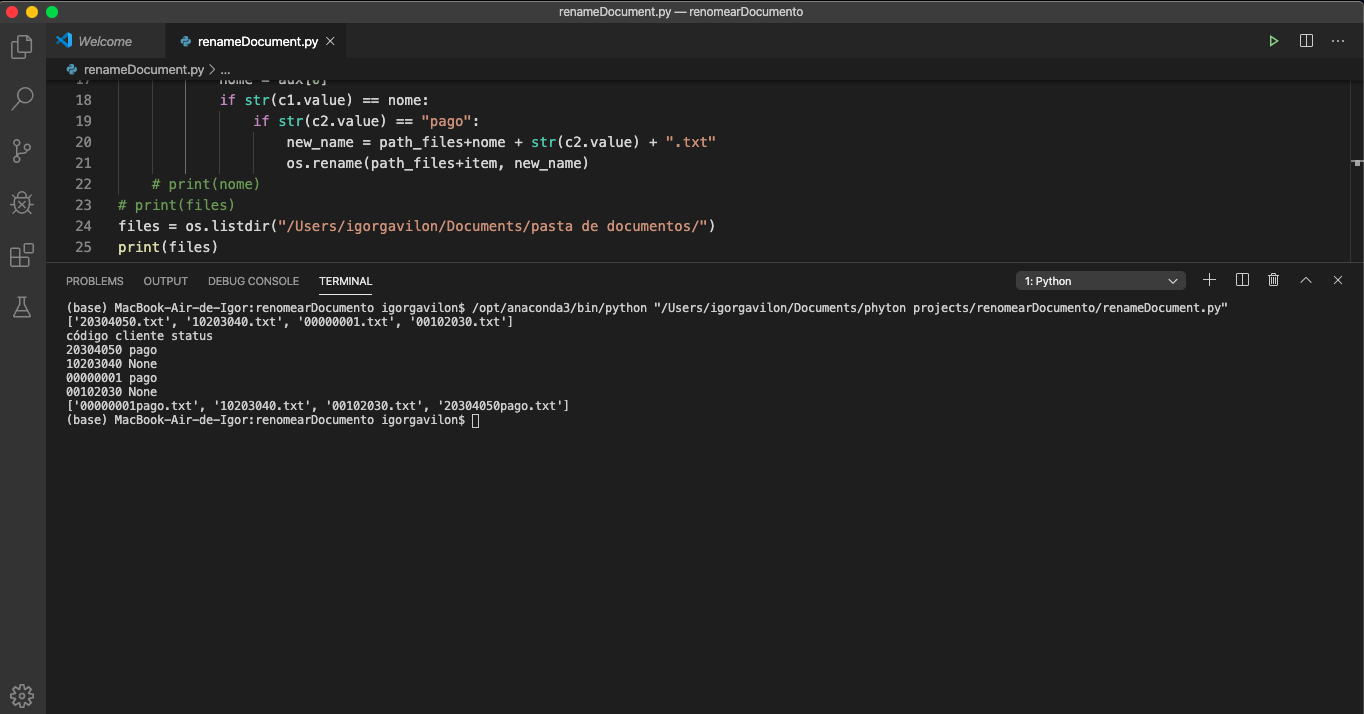 renameDocument.py — renomearDocumento
Welcome
renameDocument.py
renameDocument.py > ...
17 nome = aux[0]
18 if str(c1.value) == nome:
19 if str(c2.value) == "pago":
20 new_name = path_files+nome + str(c2.value) + ".txt"
21 os.rename(path_files+item, new_name)
22 # print(nome)
23 # print(files)
24 files = os.listdir("/Users/igorgavilon/Documents/pasta de documentos/")
25 print(files)
PROBLEMS OUTPUT DEBUG CONSOLE TERMINAL 1: Python
(base) MacBook-Air-de-Igor:renomearDocumento igorgavilon$ /opt/anaconda3/bin/python "/Users/igorgavilon/Documents/phyton projects/renomearDocumento/renameDocument.py"
['20304050.txt', '10203040.txt', '00000001.txt', '00102030.txt']
código cliente status
20304050 pago
10203040 None
00000001 pago
00102030 None
['00000001pago.txt', '10203040.txt', '00102030.txt', '20304050pago.txt']
(base) MacBook-Air-de-Igor:renomearDocumento igorgavilon$